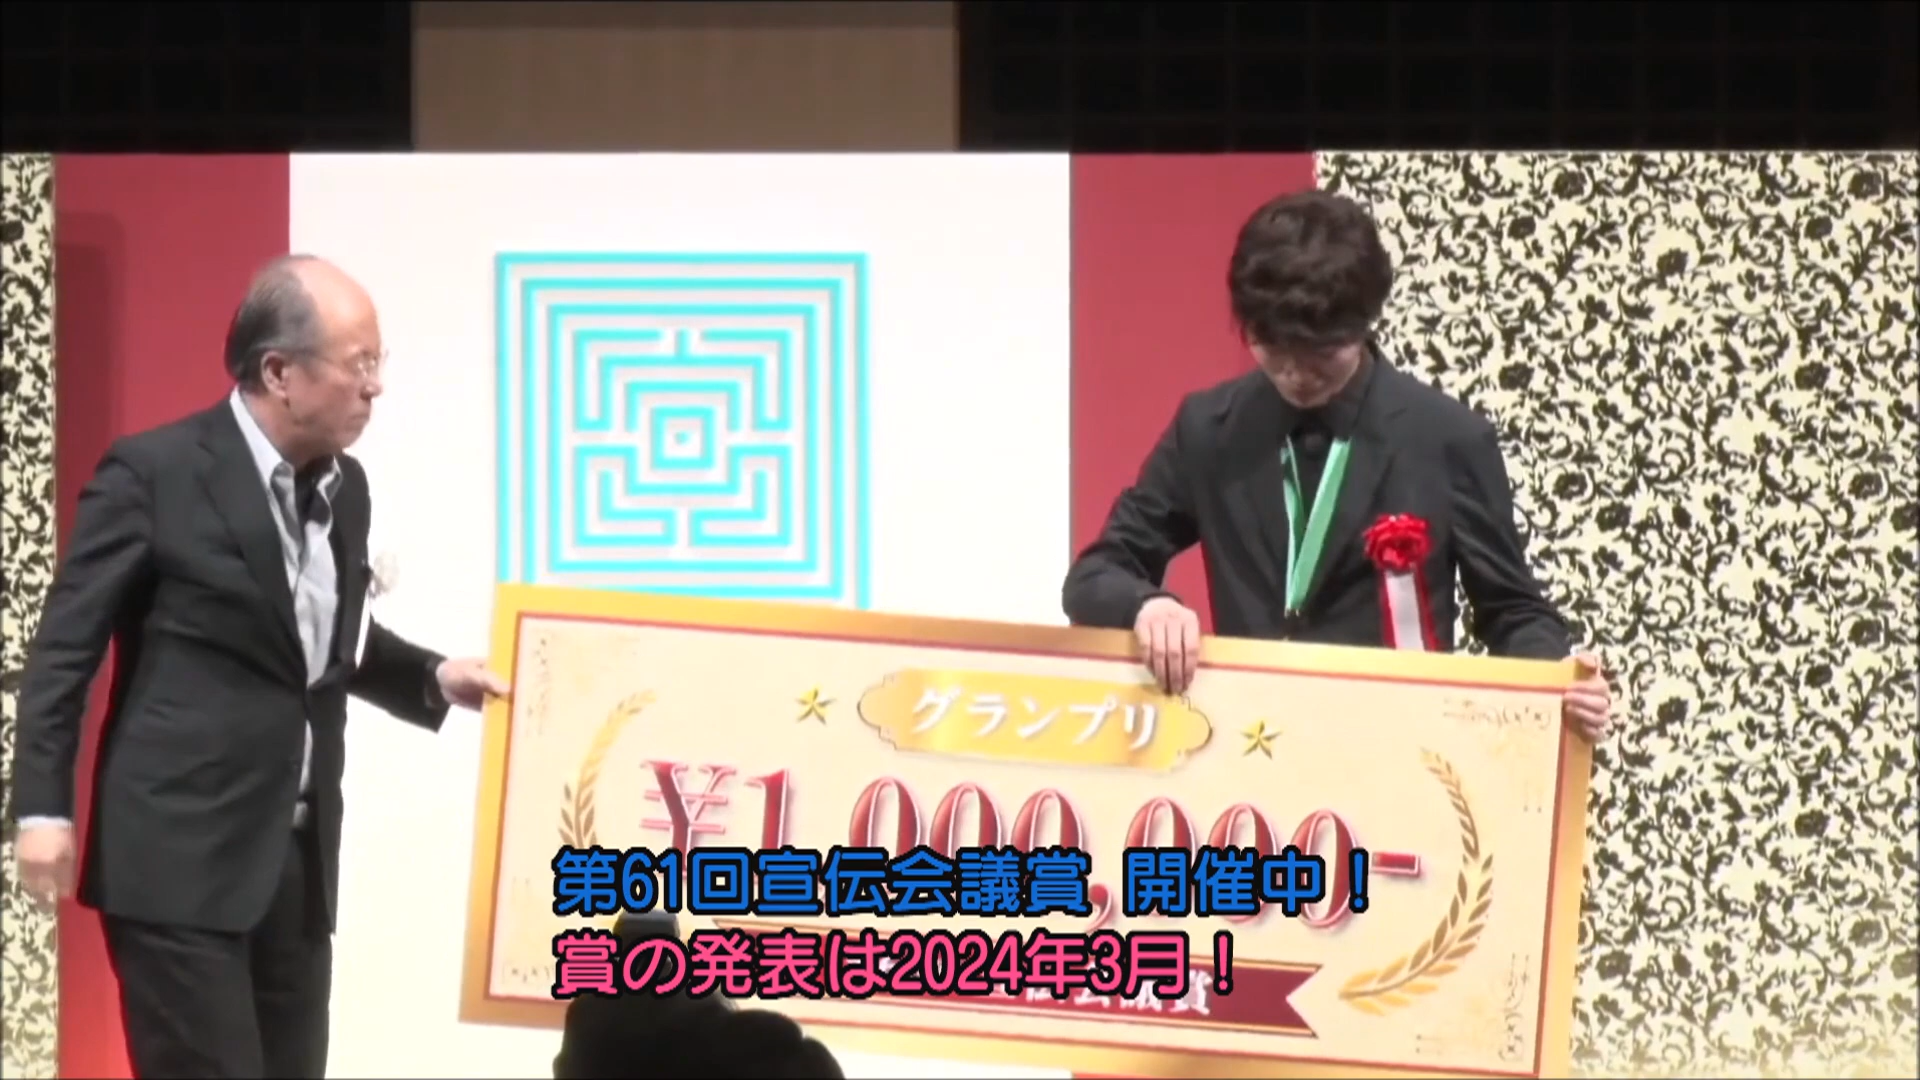 グランプリ
¥1,000,000-
第61回宣伝会議賞 開催中！
賞の発表は2024年3月！